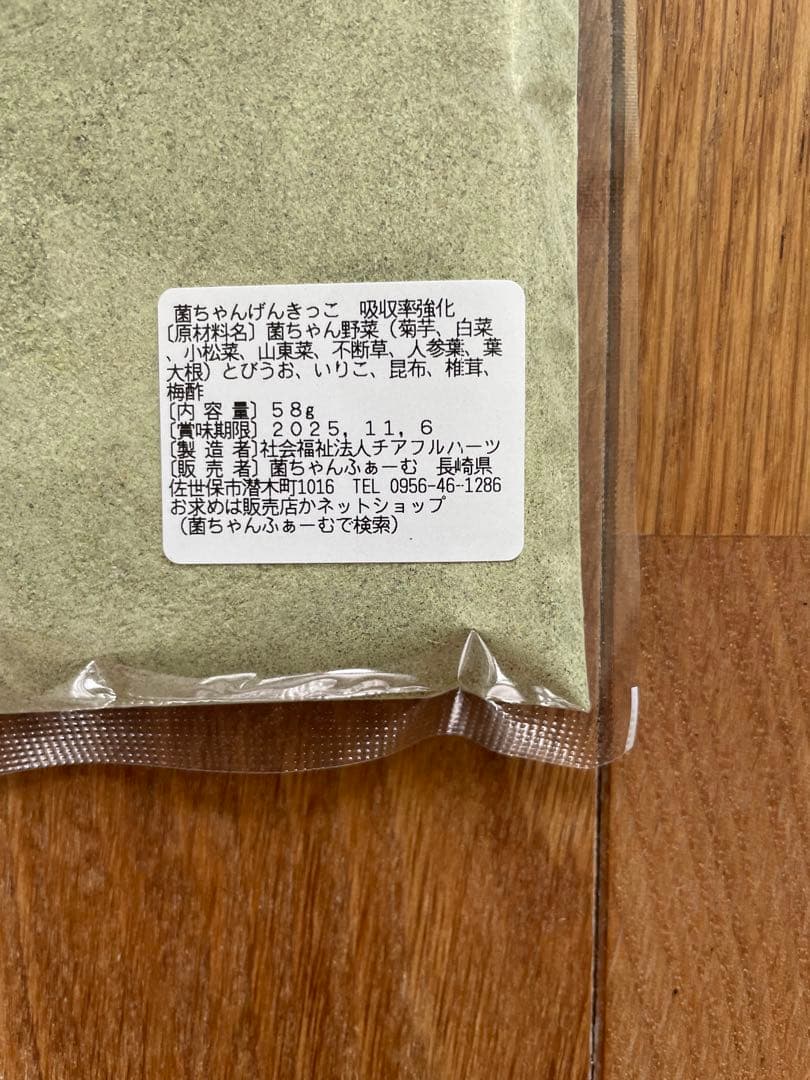 菌ちゃんげんきっこ　吸収率強化
〔原材料名〕菌ちゃん野菜（菊芋、白菜
、小松菜、山東菜、不断草、人参葉、葉
大根）とびうお、いりこ、昆布、椎茸、
梅酢
〔内 容 量〕５８g
〔賞味期限〕２０２５，１１，６
〔製 造 者〕社会福祉法人チアフルハーツ
〔販 売 者〕菌ちゃんふぁーむ　長崎県
佐世保市潜木町1016　TEL 0956-46-1286
お求めは販売店かネットショップ
（菌ちゃんふぁーむで検索）